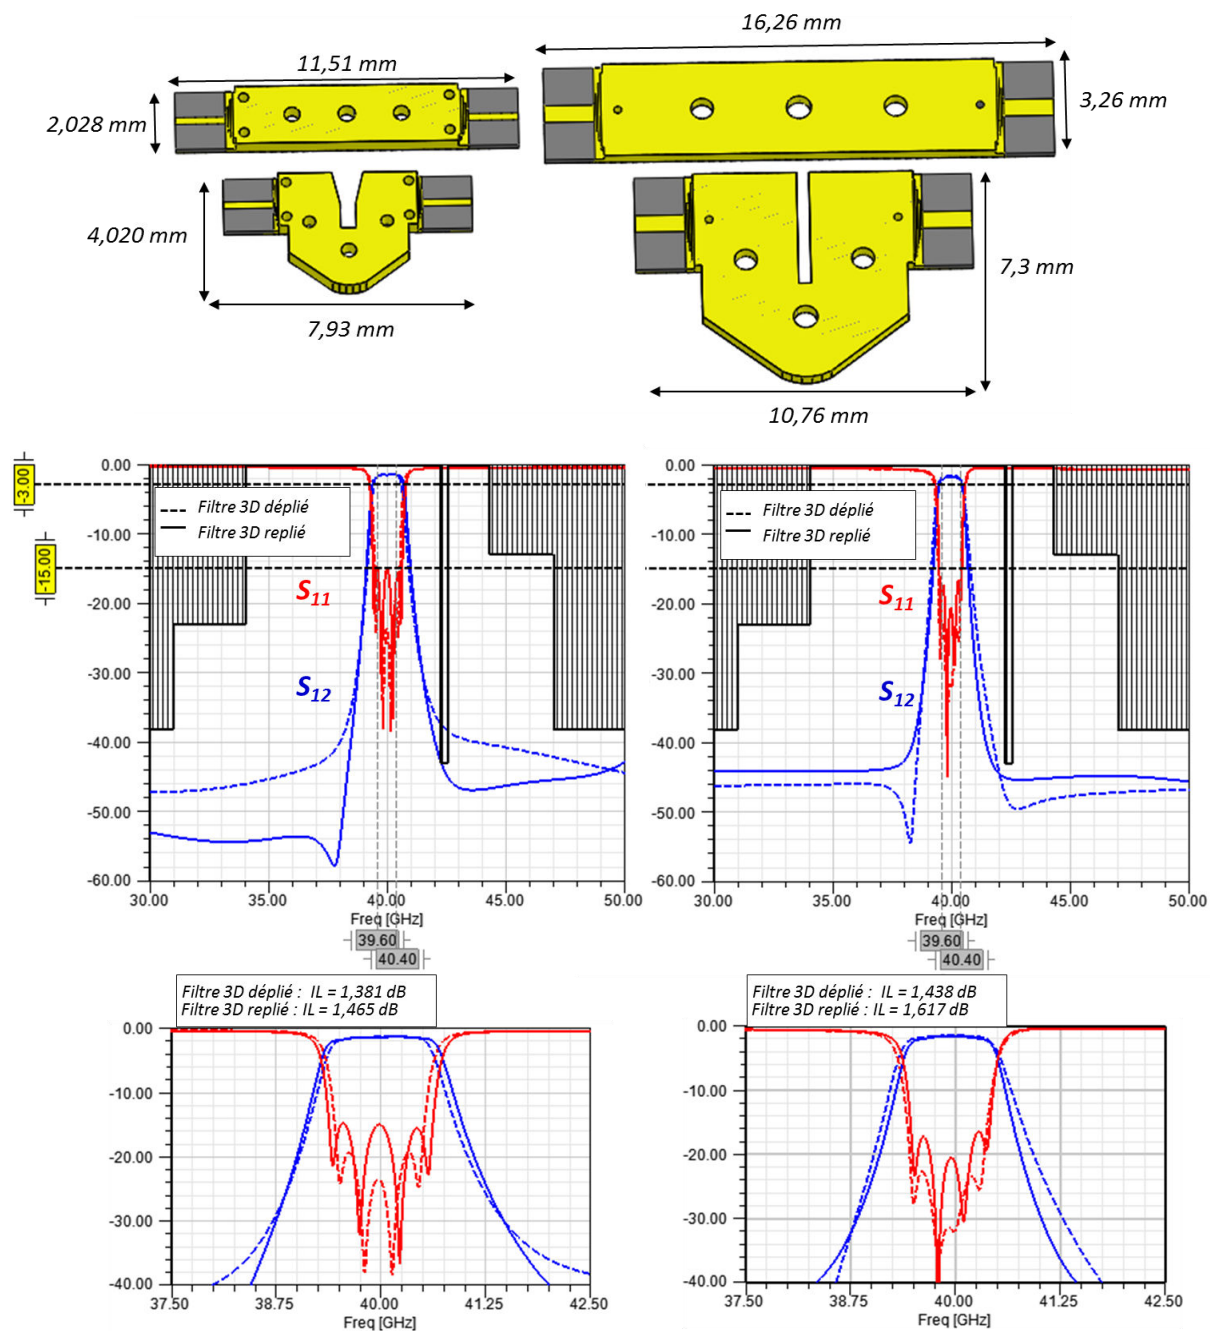 16,26 mm
11,51 mm
3,26 mm
2,028 mm
4,020 mm
7,3 mm
7,93 mm
10,76 mm
-3.00
-15.00
0.00
-10.00
-20.00
-30.00
-40.00
-50.00
-60.00
Filtre 3D déplié
Filtre 3D replié
S11
S12
30.00
35.00
40.00
45.00
50.00
Freq [GHz]
39.60
40.40
0.00
-10.00
-20.00
-30.00
-40.00
-50.00
-60.00
Filtre 3D déplié
Filtre 3D replié
S11
S12
30.00
35.00
40.00
45.00
50.00
Freq [GHz]
39.60
40.40
Filtre 3D déplié : IL = 1,381 dB
Filtre 3D replié : IL = 1,465 dB
0.00
-10.00
-20.00
-30.00
-40.00
37.50
38.75
40.00
41.25
42.50
Freq [GHz]
Filtre 3D déplié : IL = 1,438 dB
Filtre 3D replié : IL = 1,617 dB
0.00
-10.00
-20.00
-30.00
-40.00
37.50
38.75
40.00
41.25
42.50
Freq [GHz]